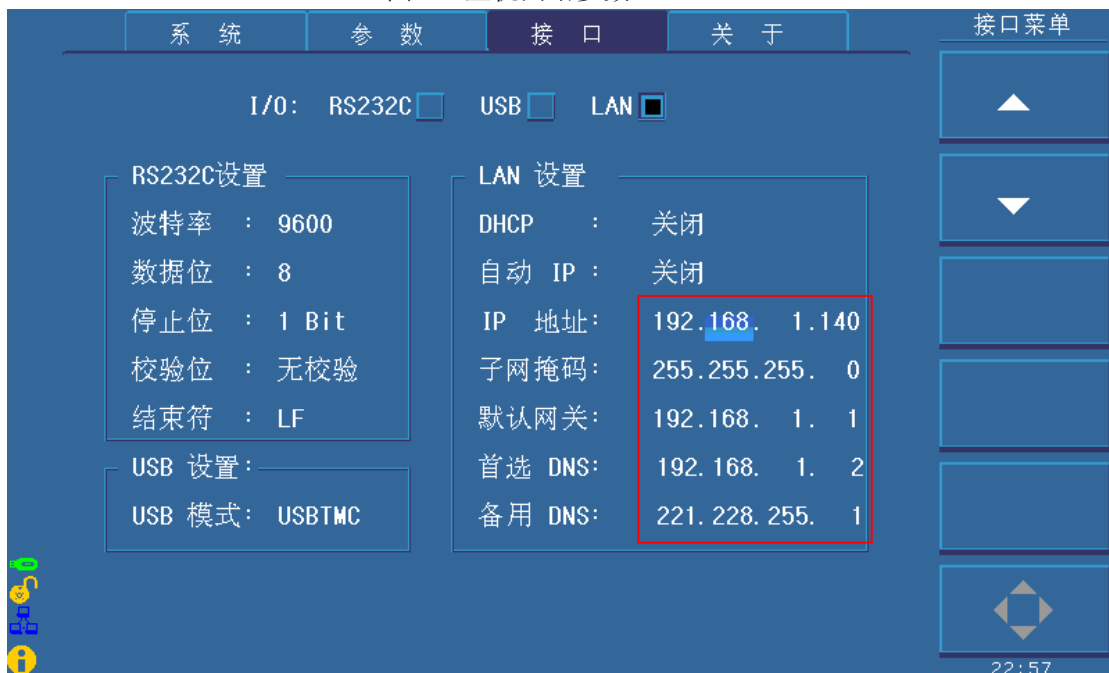 系 统 参 数 接 口 关 于 接口菜单
I/O: RS232C USB LAN
RS232C设置
波特率 : 9600
数据位 : 8
停止位 : 1 Bit
校验位 : 无校验
结束符 : LF
USB 设置:
USB 模式: USBTMC
LAN 设置
DHCP : 关闭
自动 IP : 关闭
IP 地址: 192.168. 1.140
子网掩码: 255.255.255. 0
默认网关: 192.168. 1. 1
首选 DNS: 192.168. 1. 2
备用 DNS: 221.228.255. 1
22:57